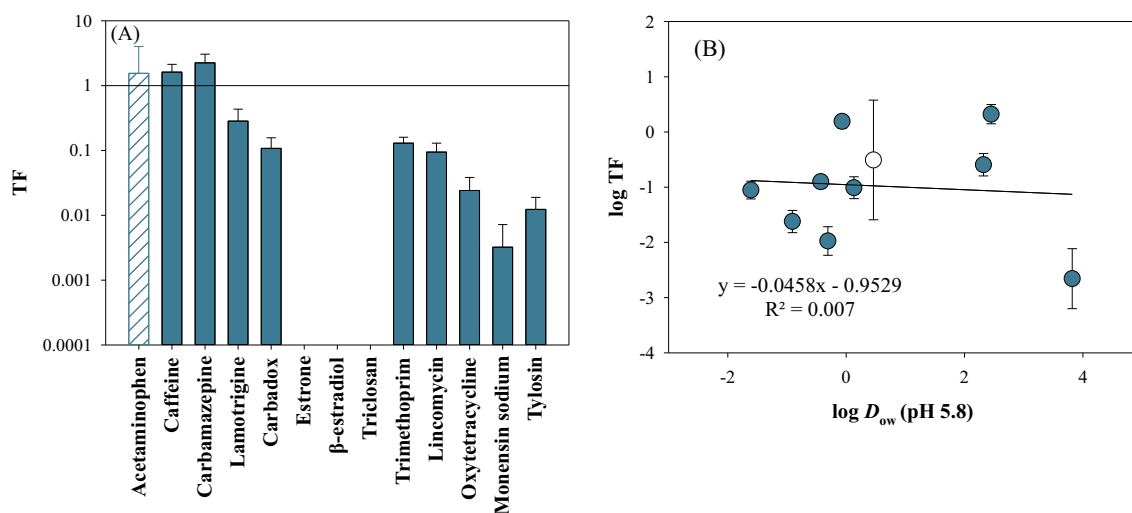 (A)
TF
10
1
0.1
0.01
0.001
0.0001
Acetaminophen
Caffeine
Carbamazepine
Lamotrigine
Carbadox
Estrone
β-estradiol
Triclosan
Trimethoprim
Lincomycin
Oxytetracycline
Monensin sodium
Tylosin
(B)
log TF
2
1
0
-1
-2
-3
-4
y = -0.0458x - 0.9529
R² = 0.007
-2 0 2 4
log Dow (pH 5.8)